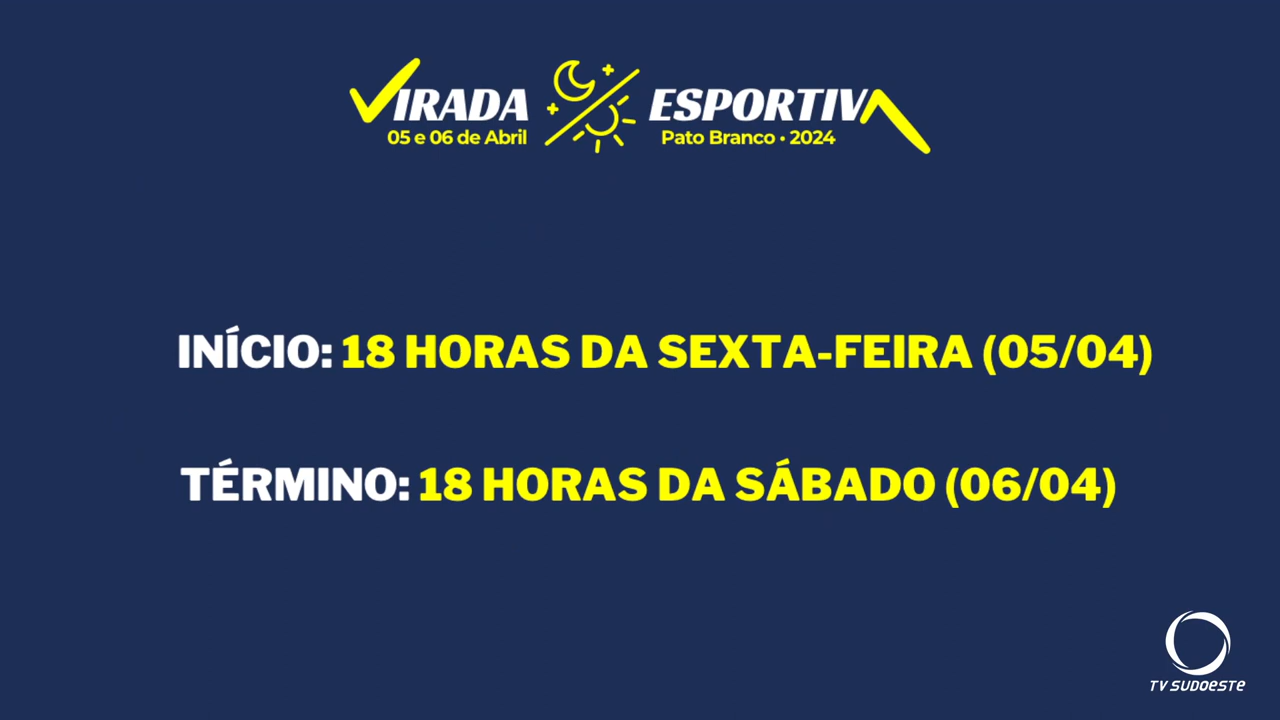 VIRADA ESPORTIVA
05 e 06 de Abril Pato Branco • 2024
INÍCIO: 18 HORAS DA SEXTA-FEIRA (05/04)
TÉRMINO: 18 HORAS DA SÁBADO (06/04)
TV SUDOESTE